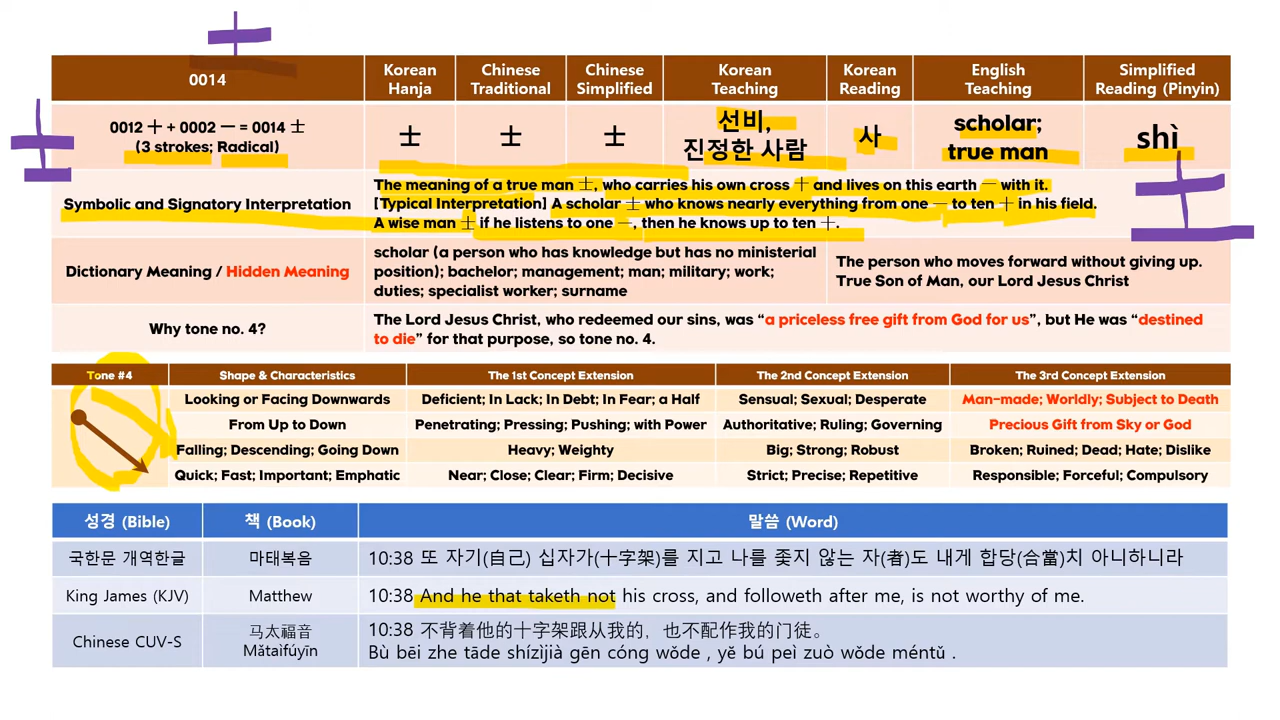 0014
Korean Hanja
Chinese Traditional
Chinese Simplified
Korean Teaching
Korean Reading
English Teaching
Simplified Reading (Pinyin)
0012 十 + 0002 一 = 0014 士
(3 strokes; Radical)
士
士
士
선비,
진정한 사람
사
scholar;
true man
shì
Symbolic and Signatory Interpretation
The meaning of a true man 士, who carries his own cross 十 and lives on this earth 一 with it.
[Typical Interpretation] A scholar 士 who knows nearly everything from one 一 to ten 十 in his field.
A wise man 士 if he listens to one 一, then he knows up to ten 十.
Dictionary Meaning / Hidden Meaning
scholar (a person who has knowledge but has no ministerial
position); bachelor; management; man; military; work;
duties; specialist worker; surname
The person who moves forward without giving up.
True Son of Man, our Lord Jesus Christ
Why tone no. 4?
The Lord Jesus Christ, who redeemed our sins, was “a priceless free gift from God for us”, but He was “destined
to die” for that purpose, so tone no. 4.
Tone #4
Shape & Characteristics
The 1st Concept Extension
The 2nd Concept Extension
The 3rd Concept Extension
Looking or Facing Downwards
Deficient; In Lack; In Debt; In Fear; a Half
Sensual; Sexual; Desperate
Man-made; Worldly; Subject to Death
From Up to Down
Penetrating; Pressing; Pushing; with Power
Authoritative; Ruling; Governing
Precious Gift from Sky or God
Falling; Descending; Going Down
Heavy; Weighty
Big; Strong; Robust
Broken; Ruined; Dead; Hate; Dislike
Quick; Fast; Important; Emphatic
Near; Close; Clear; Firm; Decisive
Strict; Precise; Repetitive
Responsible; Forceful; Compulsory
성경 (Bible)
책 (Book)
말씀 (Word)
국한문 개역한글
마태복음
10:38 또 자기(自己) 십자가(十字架)를 지고 나를 좇지 않는 자(者)도 내게 합당(合當)치 아니하니라
King James (KJV)
Matthew
10:38 And he that taketh not his cross, and followeth after me, is not worthy of me.
Chinese CUV-S
马太福音
Mǎtàifúyīn
10:38 不背着他的十字架跟从我的，也不配作我的门徒。
Bù bēi zhe tāde shízìjià gēn cóng wǒde , yě bú peì zuò wǒde méntǔ .